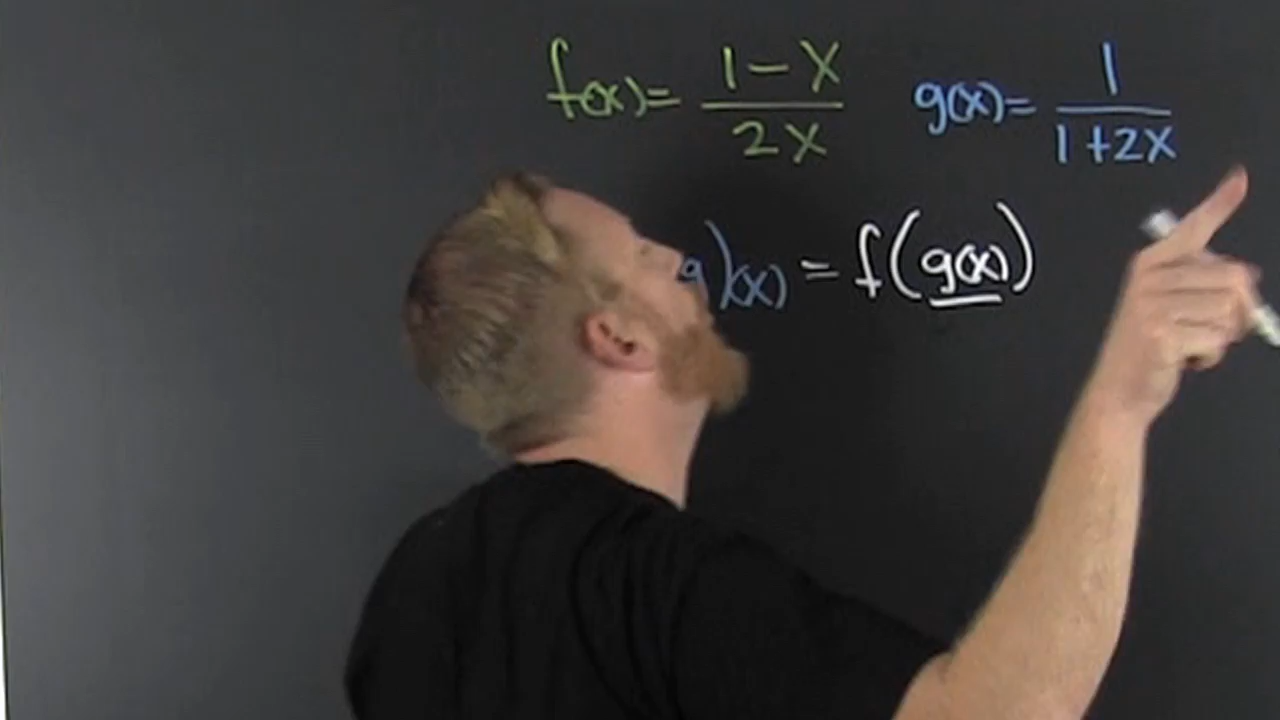 f(x) = (1-x)/(2x) g(x) = 1/(1+2x)
g)(x) = f(g(x))